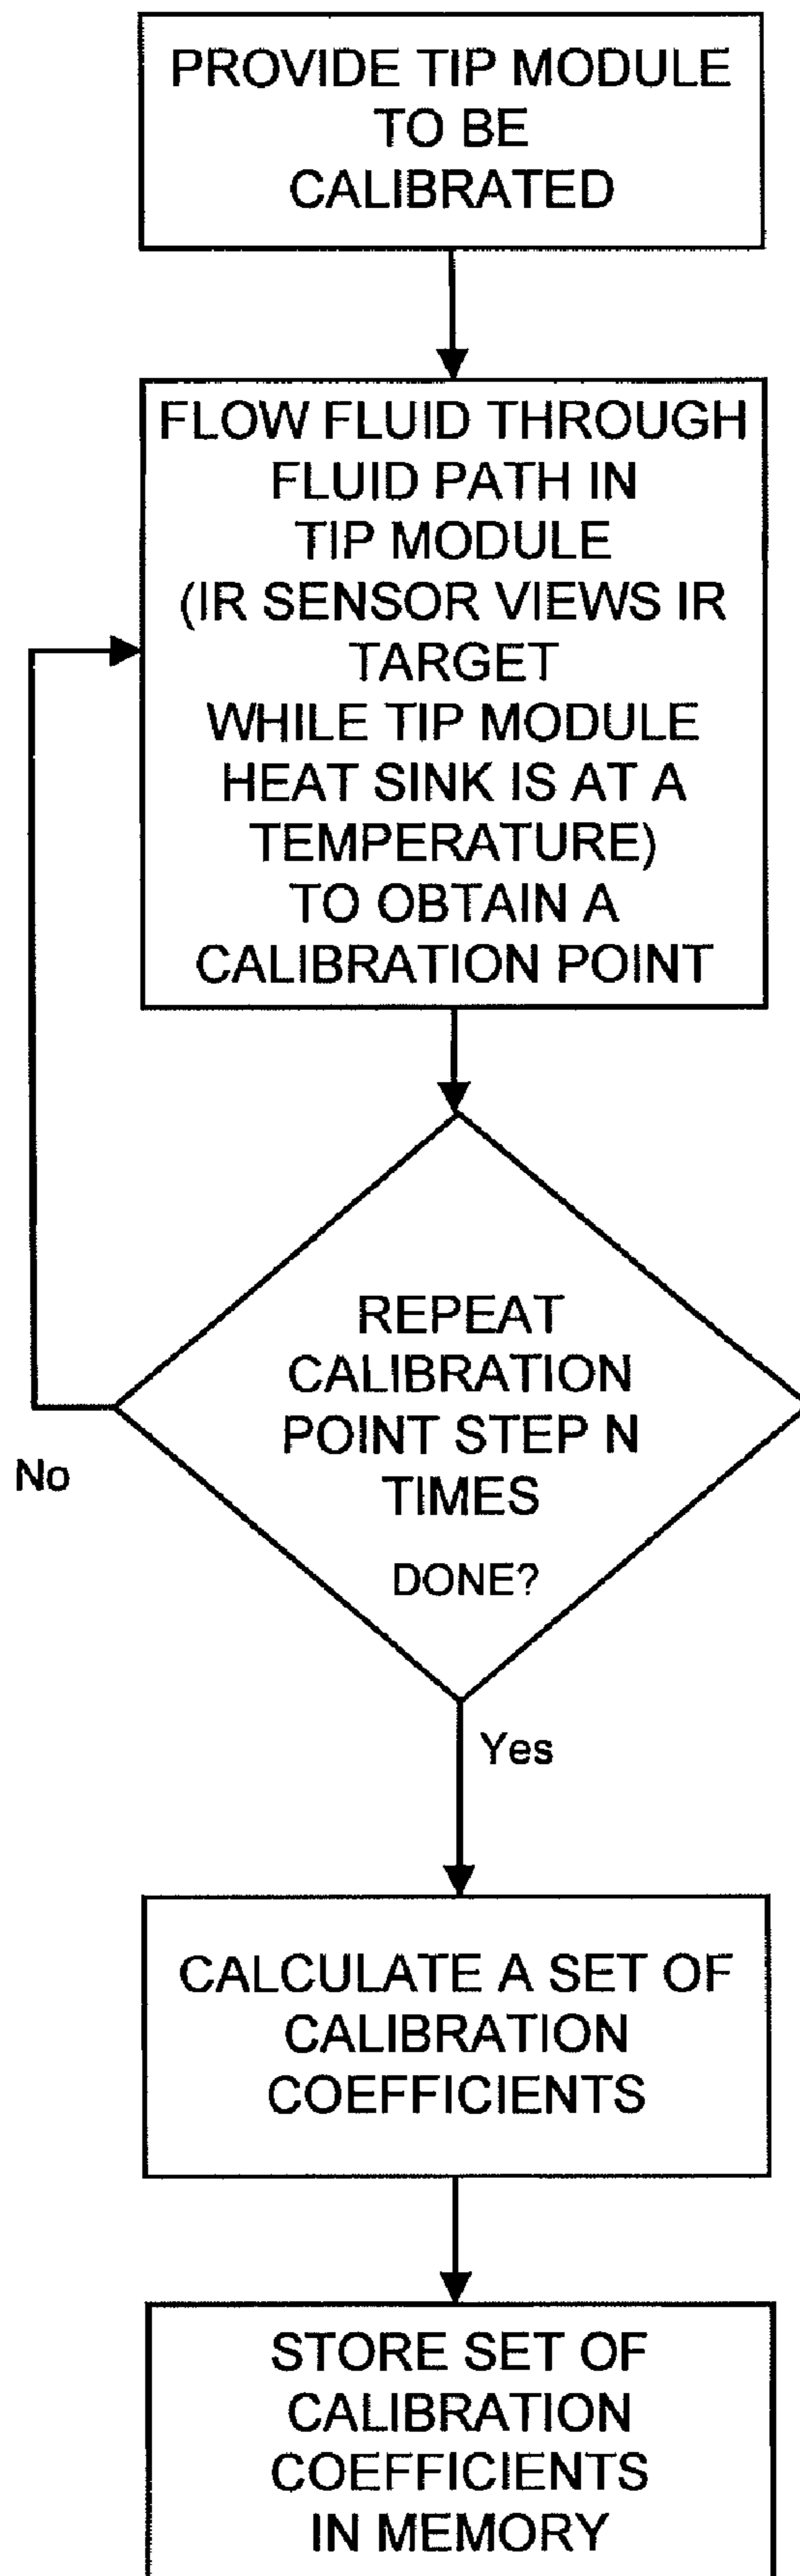 PROVIDE TIP MODULE
TO BE
CALIBRATED
FLOW FLUID THROUGH
FLUID PATH IN
TIP MODULE
(IR SENSOR VIEWS IR
TARGET
WHILE TIP MODULE
HEAT SINK IS AT A
TEMPERATURE)
TO OBTAIN A
CALIBRATION POINT
REPEAT
CALIBRATION
POINT STEP N
TIMES
DONE?
No
Yes
CALCULATE A SET OF
CALIBRATION
COEFFICIENTS
STORE SET OF
CALIBRATION
COEFFICIENTS
IN MEMORY